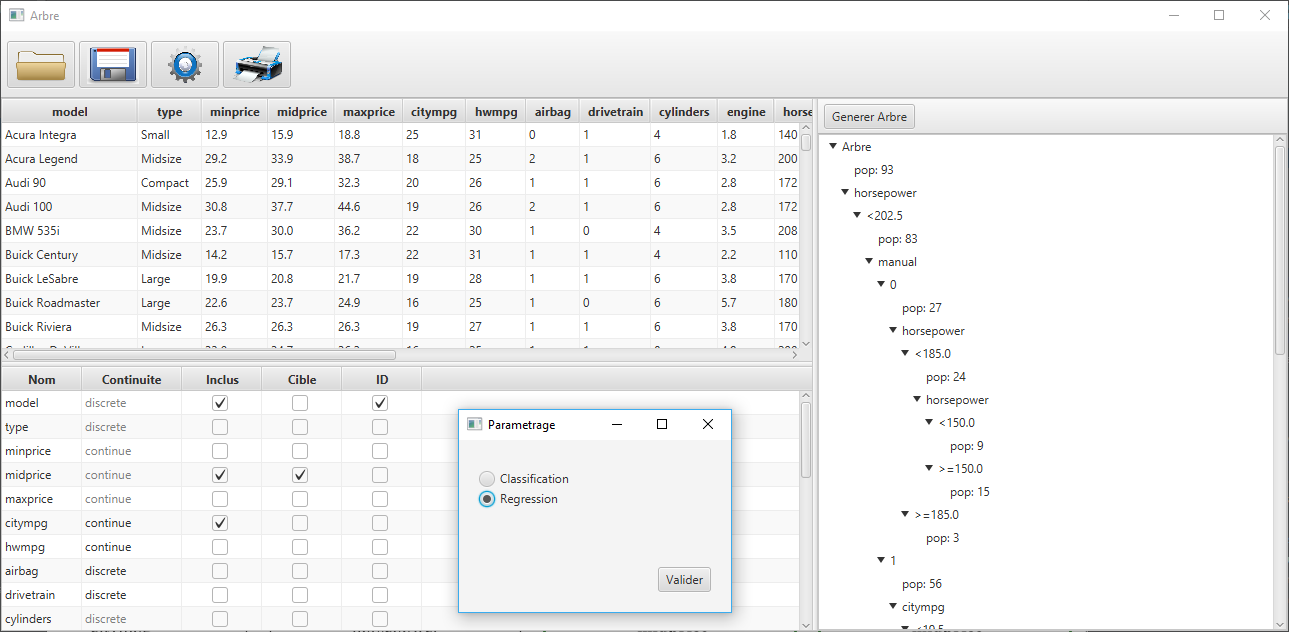 Arbre
model type minprice midprice maxprice citympg hwmpg airbag drivetrain cylinders engine horse
Acura Integra Small 12.9 15.9 18.8 25 31 0 1 4 1.8 140
Acura Legend Midsize 29.2 33.9 38.7 18 25 2 1 6 3.2 200
Audi 90 Compact 25.9 29.1 32.3 20 26 1 1 6 2.8 172
Audi 100 Midsize 30.8 37.7 44.6 19 26 2 1 6 2.8 172
BMW 535i Midsize 23.7 30.0 36.2 22 30 1 0 4 3.5 208
Buick Century Midsize 14.2 15.7 17.3 22 31 1 1 4 2.2 110
Buick LeSabre Large 19.9 20.8 21.7 19 28 1 1 6 3.8 170
Buick Roadmaster Large 22.6 23.7 24.9 16 25 1 0 6 5.7 180
Buick Riviera Midsize 26.3 26.3 26.3 19 27 1 1 6 3.8 170
Nom Continuite Inclus Cible ID
model discrete
type discrete
minprice continue
midprice continue
maxprice continue
citympg continue
hwmpg continue
airbag discrete
drivetrain discrete
cylinders discrete
Parametrage
Classification
Regression
Valider
Generer Arbre
Arbre
pop: 93
horsepower
<202.5
pop: 83
manual
0
pop: 27
horsepower
<185.0
pop: 24
horsepower
<150.0
pop: 9
>=150.0
pop: 15
>=185.0
pop: 3
1
pop: 56
citympg